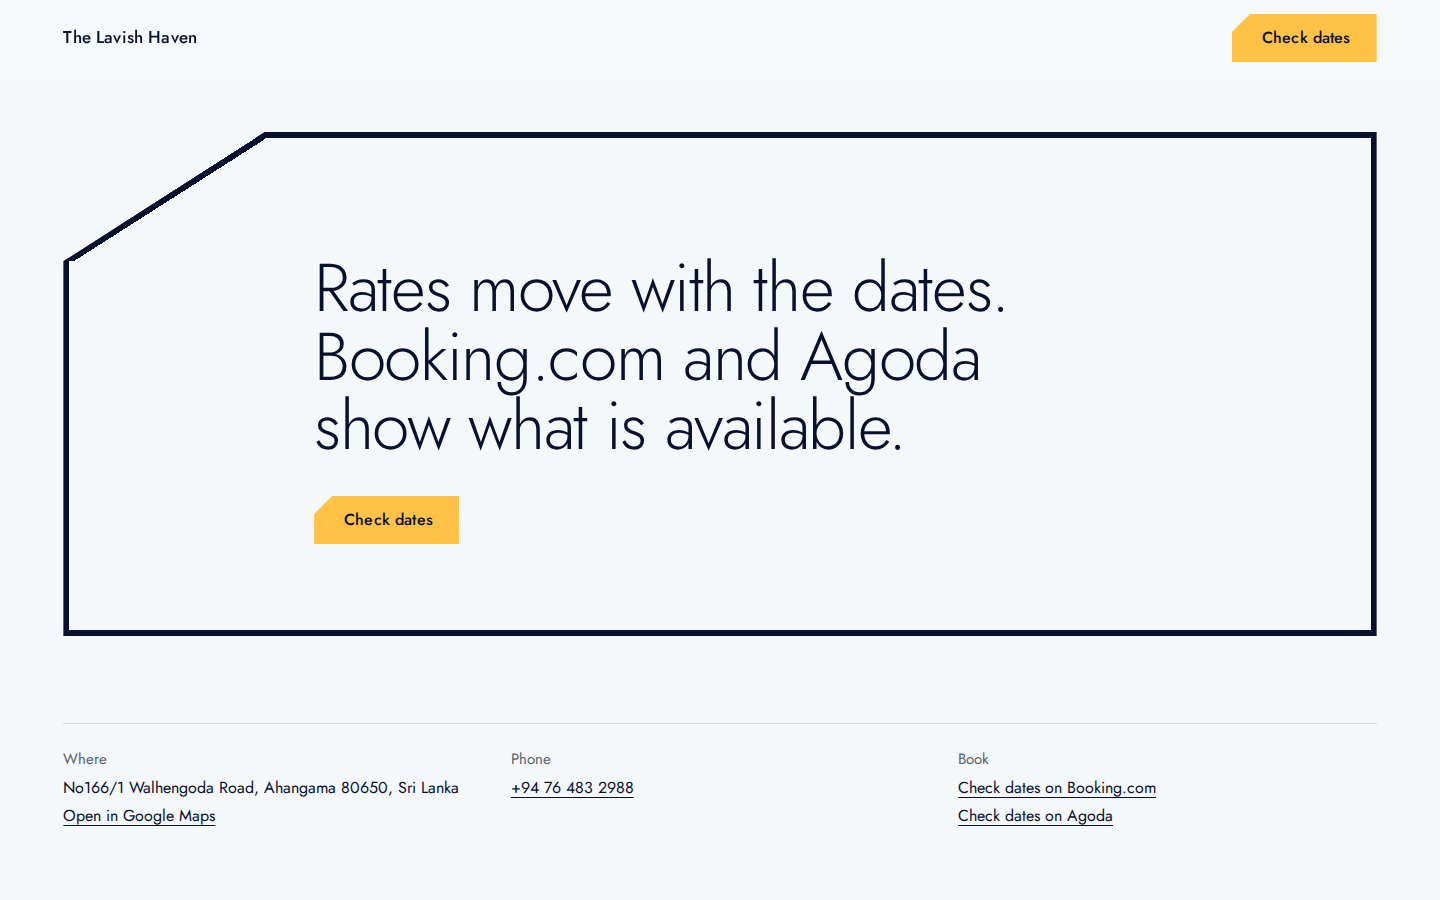 The Lavish Haven
Check dates
Rates move with the dates.
Booking.com and Agoda
show what is available.
Check dates
Where
No166/1 Walhengoda Road, Ahangama 80650, Sri Lanka
Open in Google Maps
Phone
+94 76 483 2988
Book
Check dates on Booking.com
Check dates on Agoda